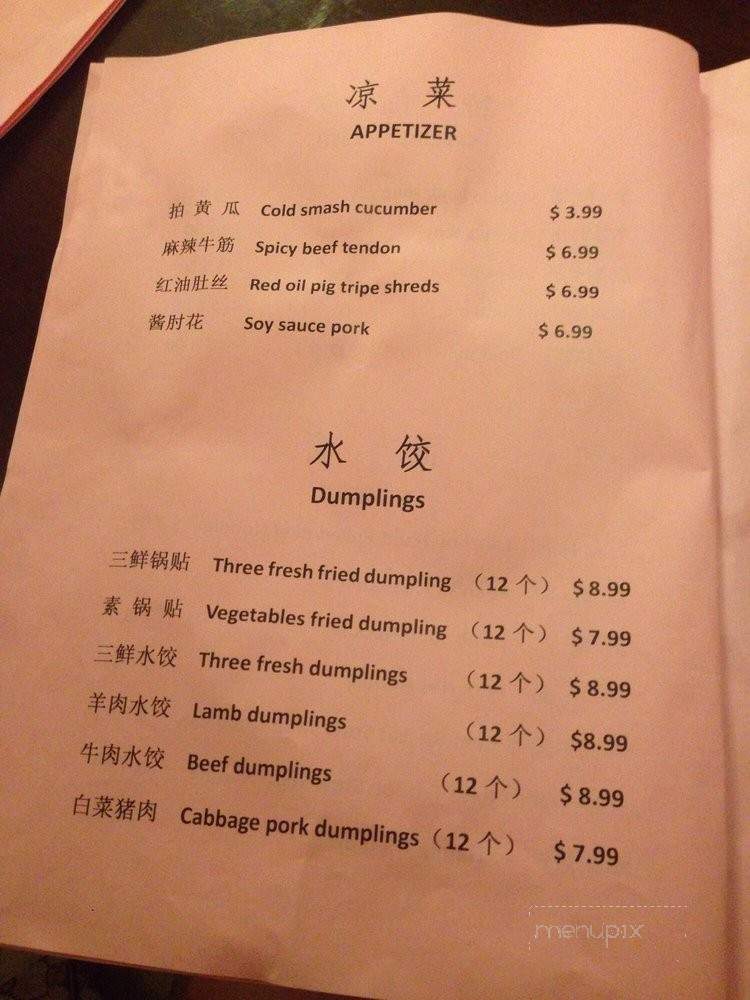 凉 菜
APPETIZER
拍 黄 瓜 Cold smash cucumber $ 3.99
麻辣牛筋 Spicy beef tendon $ 6.99
红油肚丝 Red oil pig tripe shreds $ 6.99
酱肘花 Soy sauce pork $ 6.99
水 饺
Dumplings
三鲜锅贴 Three fresh fried dumpling （12 个） $ 8.99
素 锅 贴 Vegetables fried dumpling （12 个） $ 7.99
三鲜水饺 Three fresh dumplings （12 个） $ 8.99
羊肉水饺 Lamb dumplings （12 个） $8.99
牛肉水饺 Beef dumplings （12 个） $ 8.99
白菜猪肉 Cabbage pork dumplings（12 个） $ 7.99
menupix